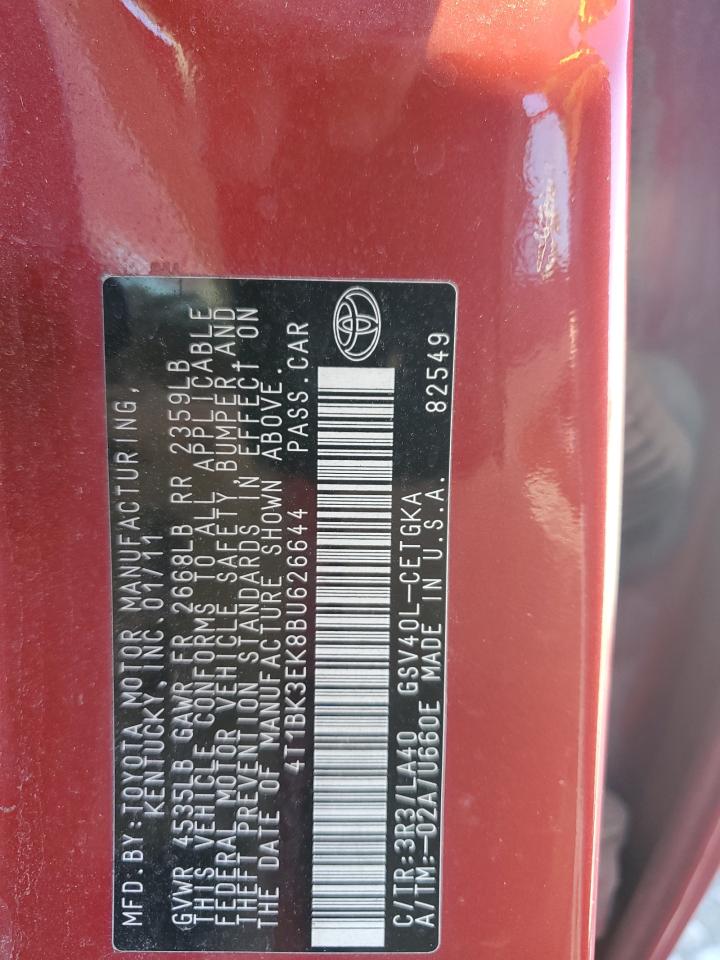 MFD.BY:TOYOTA MOTOR MANUFACTURING,
KENTUCKY, INC.01/11
GVWR 4535LB GAWR FR 2668LB RR 2359LB
THIS VEHICLE CONFORMS TO ALL APPLICABLE
FEDERAL MOTOR VEHICLE SAFETY, BUMPER AND
THEFT PREVENTION STANDARDS IN EFFECT ON
THE DATE OF MANUFACTURE SHOWN ABOVE.
4T1BK3EK8BU626644 PASS.CAR
C/TR:3R3/LA40 GSV40L-CETGKA
A/TM:-02A/U660E MADE IN U.S.A. 82549